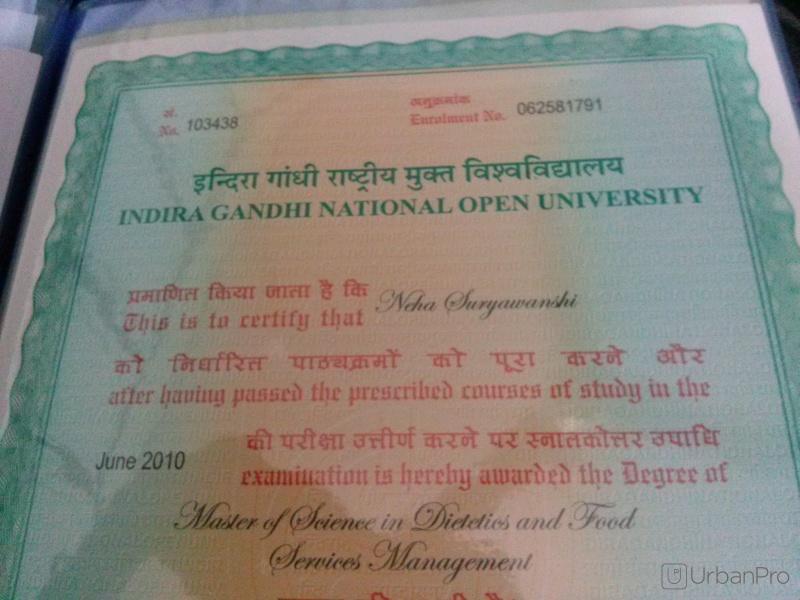 सं.
No. 103438
अनुक्रमांक
Enrolment No. 062581791
इन्दिरा गांधी राष्ट्रीय मुक्त विश्वविद्यालय
INDIRA GANDHI NATIONAL OPEN UNIVERSITY
प्रमाणित किया जाता है कि
This is to certify that Neha Suryawanshi
को निर्धारित पाठ्यक्रमों को पूरा करने और
after having passed the prescribed courses of study in the
June 2010
की परीक्षा उत्तीर्ण करने पर स्नातकोत्तर उपाधि
examination is hereby awarded the Degree of
Master of Science in Dietetics and Food
Services Management
UrbanPro